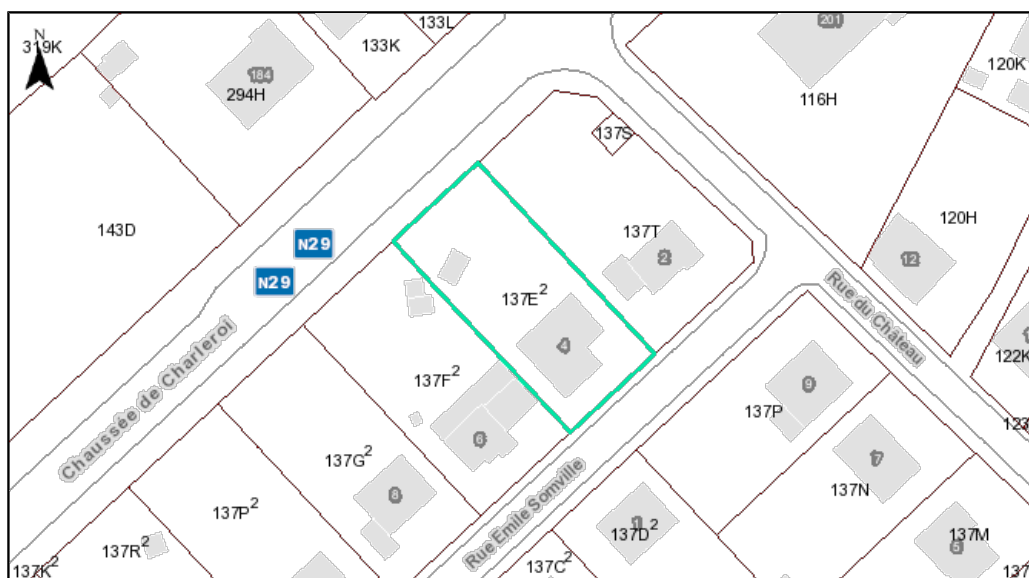 N
319K
133L
133K
184
294H
201
120K
116H
137S
143D
N29
N29
137T
2
120H
12
137E²
4
Rue du Château
122K
Chaussée de Charleroi
137F²
6
9
137P
123
137G²
8
7
137N
137P²
Rue Emile Somville
1
137D²
137M
5
137R²
137K²
137C²
137